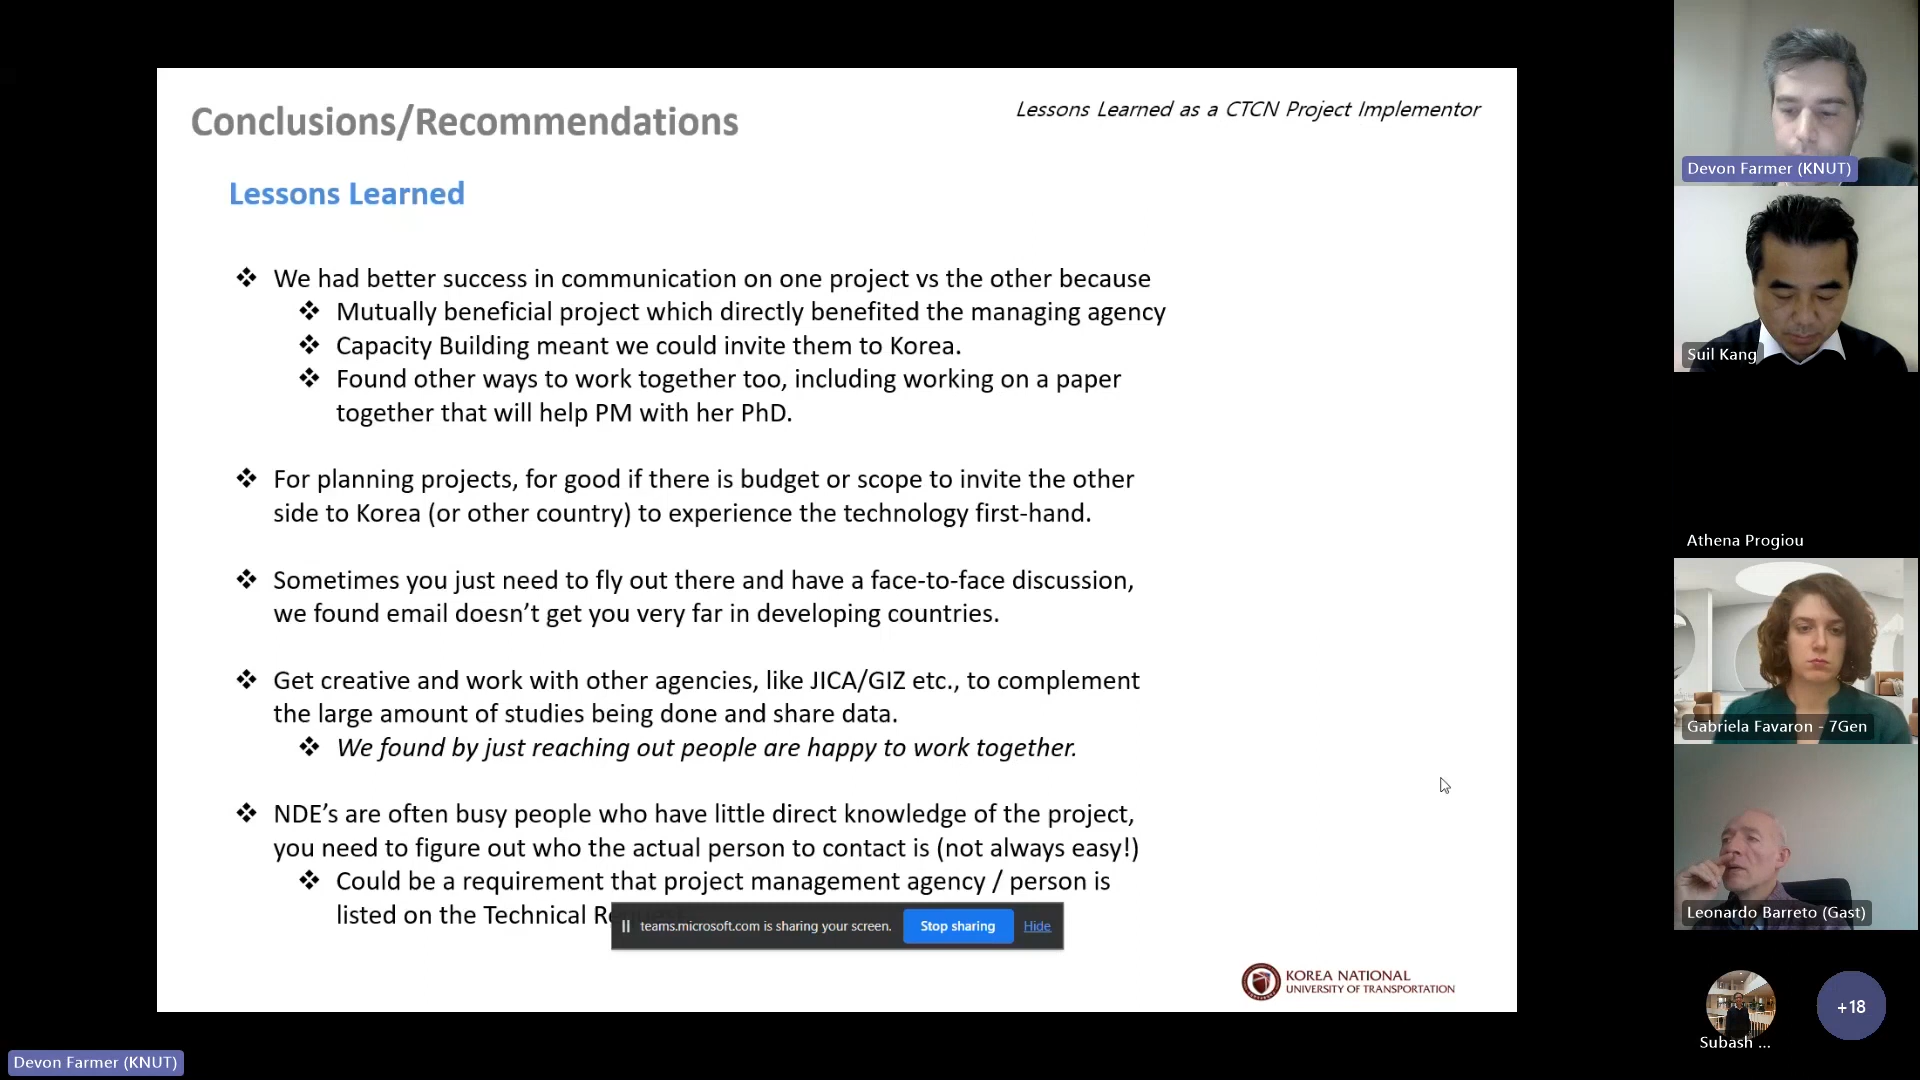 Conclusions/Recommendations
Lessons Learned as a CTCN Project Implementor
Lessons Learned
❖ We had better success in communication on one project vs the other because
❖ Mutually beneficial project which directly benefited the managing agency
❖ Capacity Building meant we could invite them to Korea.
❖ Found other ways to work together too, including working on a paper
together that will help PM with her PhD.
❖ For planning projects, for good if there is budget or scope to invite the other
side to Korea (or other country) to experience the technology first-hand.
❖ Sometimes you just need to fly out there and have a face-to-face discussion,
we found email doesn’t get you very far in developing countries.
❖ Get creative and work with other agencies, like JICA/GIZ etc., to complement
the large amount of studies being done and share data.
❖ We found by just reaching out people are happy to work together.
❖ NDE’s are often busy people who have little direct knowledge of the project,
you need to figure out who the actual person to contact is (not always easy!)
❖ Could be a requirement that project management agency / person is
listed on the Technical
teams.microsoft.com is sharing your screen. Stop sharing Hide
KOREA NATIONAL
UNIVERSITY OF TRANSPORTATION
Devon Farmer (KNUT)
Suil Kang
Athena Progiou
Gabriela Favaron - 7Gen
Leonardo Barreto (Gast)
Subash ...
+18
Devon Farmer (KNUT)